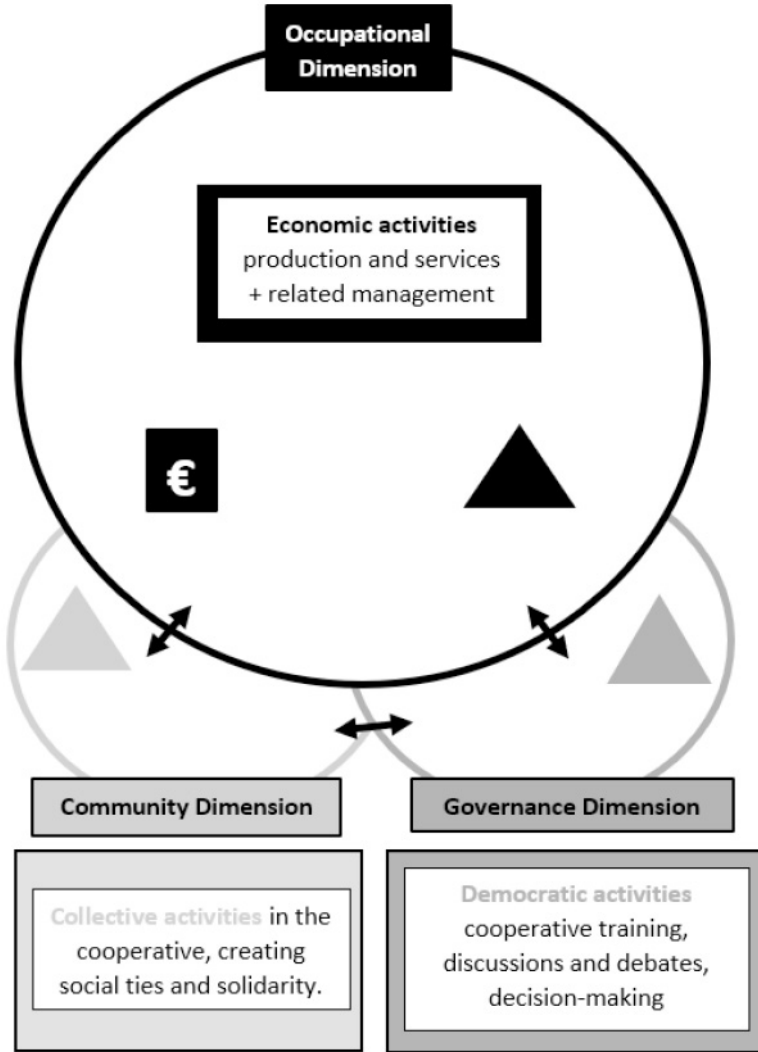 Occupational
Dimension
Economic activities
production and services
+ related management
€
Community Dimension
Governance Dimension
Collective activities in the
cooperative, creating
social ties and solidarity.
Democratic activities
cooperative training,
discussions and debates,
decision-making